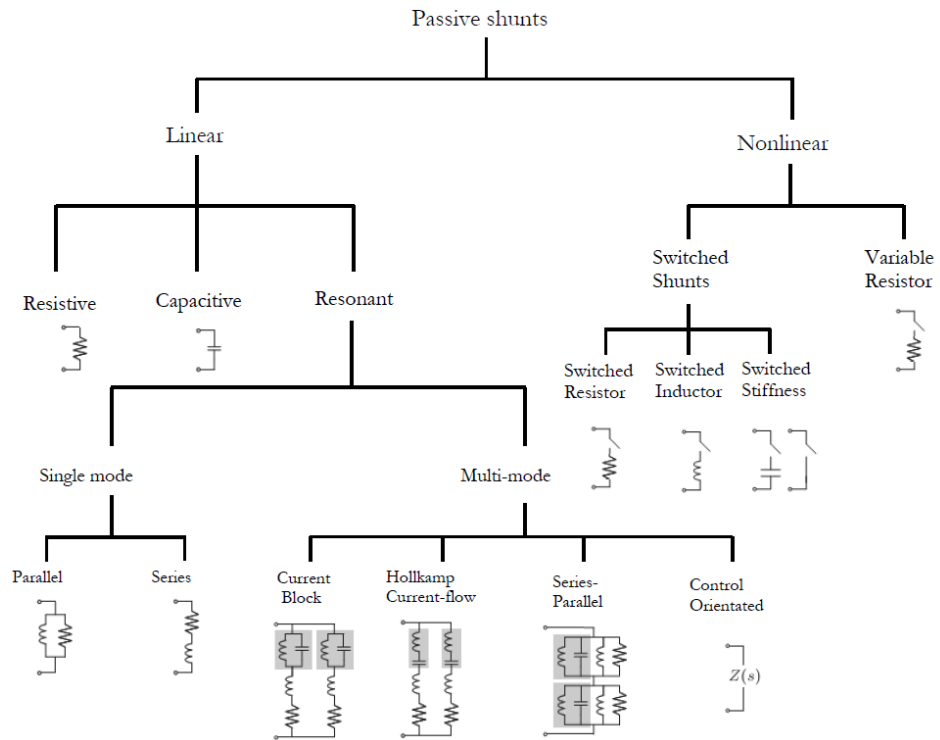 Passive shunts
Linear
Nonlinear
Resistive
Capacitive
Resonant
Switched
Shunts
Variable
Resistor
Switched
Resistor
Switched
Inductor
Switched
Stiffness
Single mode
Multi-mode
Parallel
Series
Current
Block
Hollkamp
Current-flow
Series-
Parallel
Control
Orientated
Z(s)